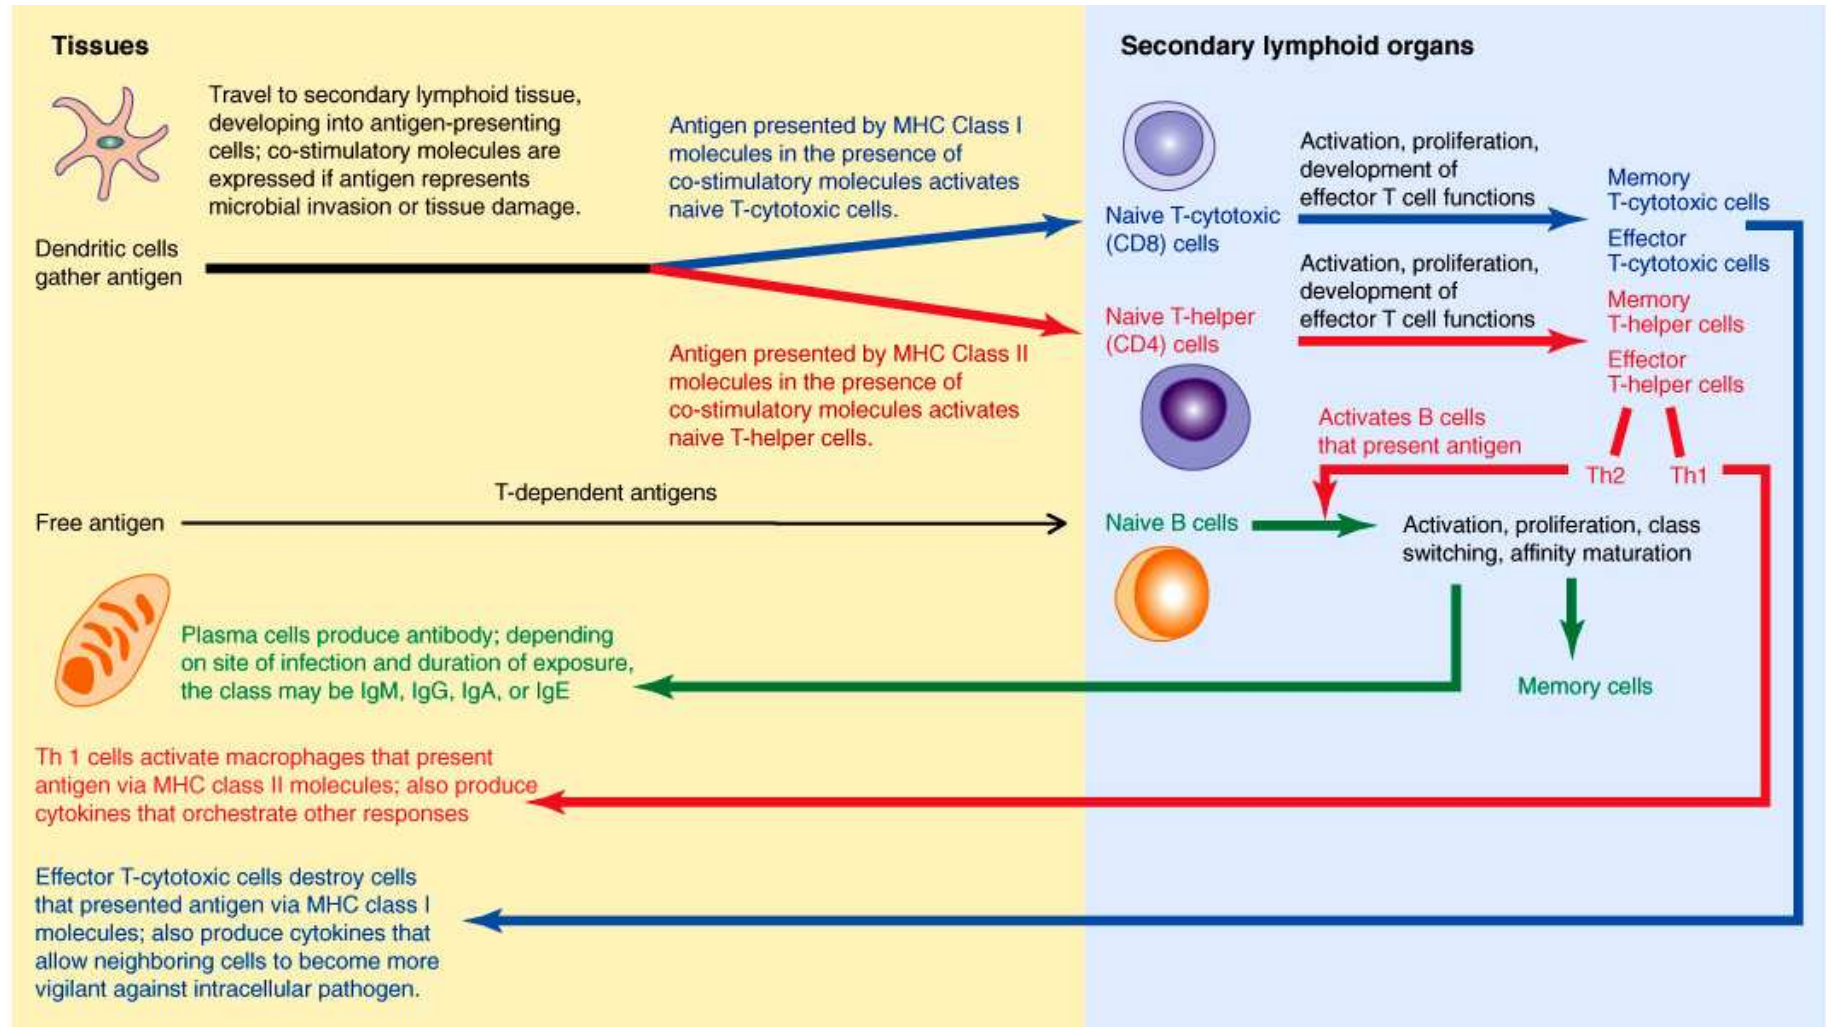 Tissues
Travel to secondary lymphoid tissue,
developing into antigen-presenting
cells; co-stimulatory molecules are
expressed if antigen represents
microbial invasion or tissue damage.
Dendritic cells
gather antigen
Antigen presented by MHC Class I
molecules in the presence of
co-stimulatory molecules activates
naive T-cytotoxic cells.
Antigen presented by MHC Class II
molecules in the presence of
co-stimulatory molecules activates
naive T-helper cells.
T-dependent antigens
Free antigen
Plasma cells produce antibody; depending
on site of infection and duration of exposure,
the class may be IgM, IgG, IgA, or IgE
Th 1 cells activate macrophages that present
antigen via MHC class II molecules; also produce
cytokines that orchestrate other responses
Effector T-cytotoxic cells destroy cells
that presented antigen via MHC class I
molecules; also produce cytokines that
allow neighboring cells to become more
vigilant against intracellular pathogen.
Secondary lymphoid organs
Naive T-cytotoxic
(CD8) cells
Activation, proliferation,
development of
effector T cell functions
Memory
T-cytotoxic cells
Effector
T-cytotoxic cells
Naive T-helper
(CD4) cells
Activation, proliferation,
development of
effector T cell functions
Memory
T-helper cells
Effector
T-helper cells
Activates B cells
that present antigen
Th2
Th1
Naive B cells
Activation, proliferation, class
switching, affinity maturation
Memory cells